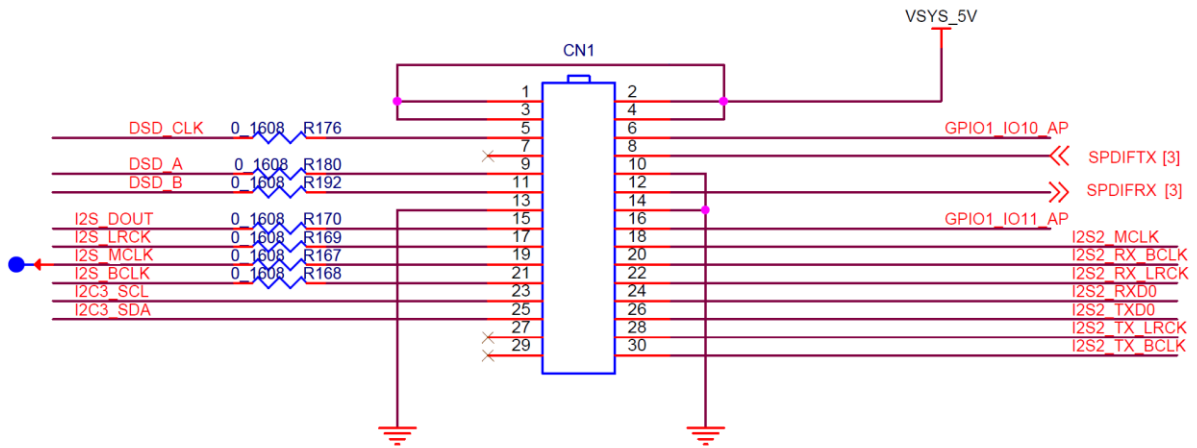 VSYS_5V
CN1
1 2
3 4
DSD_CLK 0_1608 R176 5 6 GPIO1_IO10_AP
7 8 SPDIFTX [3]
DSD_A 0_1608 R180 9 10
DSD_B 0_1608 R192 11 12 SPDIFRX [3]
13 14
I2S_DOUT 0_1608 R170 15 16 GPIO1_IO11_AP
I2S_LRCK 0_1608 R169 17 18 I2S2_MCLK
I2S_MCLK 0_1608 R167 19 20 I2S2_RX_BCLK
I2S_BCLK 0_1608 R168 21 22 I2S2_RX_LRCK
I2C3_SCL 23 24 I2S2_RXD0
I2C3_SDA 25 26 I2S2_TXD0
27 28 I2S2_TX_LRCK
29 30 I2S2_TX_BCLK